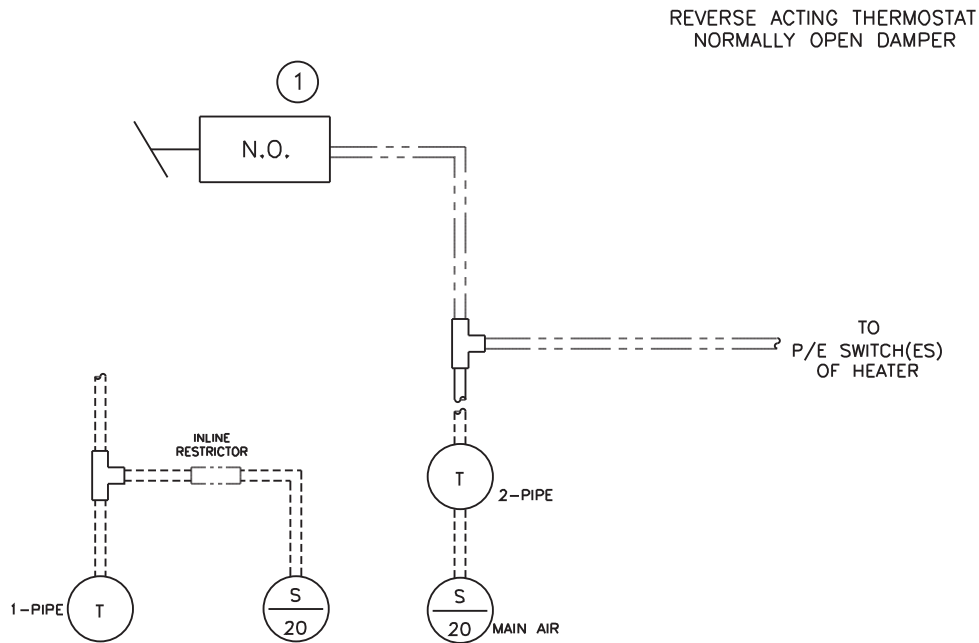 REVERSE ACTING THERMOSTAT
NORMALLY OPEN DAMPER
1
N.O.
TO
P/E SWITCH(ES)
OF HEATER
INLINE
RESTRICTOR
T
2-PIPE
1-PIPE
T
S
20
S
20
MAIN AIR